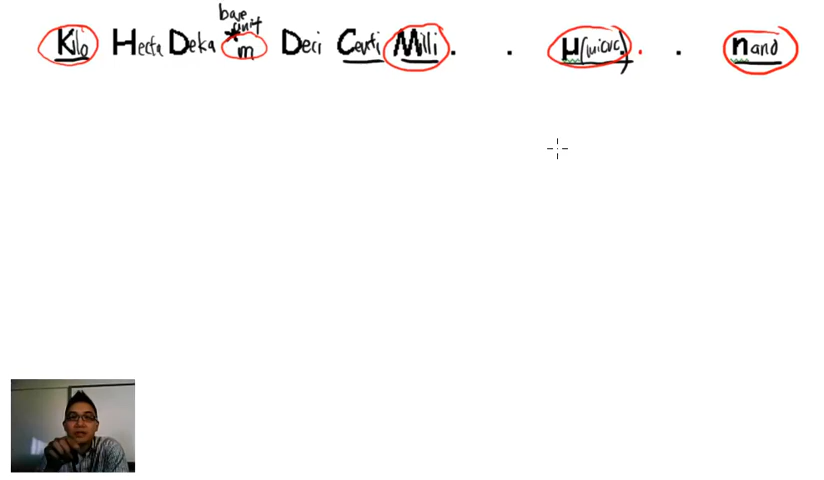 base
unit
Kilo Hecta Deka m Deci Centi Milli . . μ(micro) . . nano